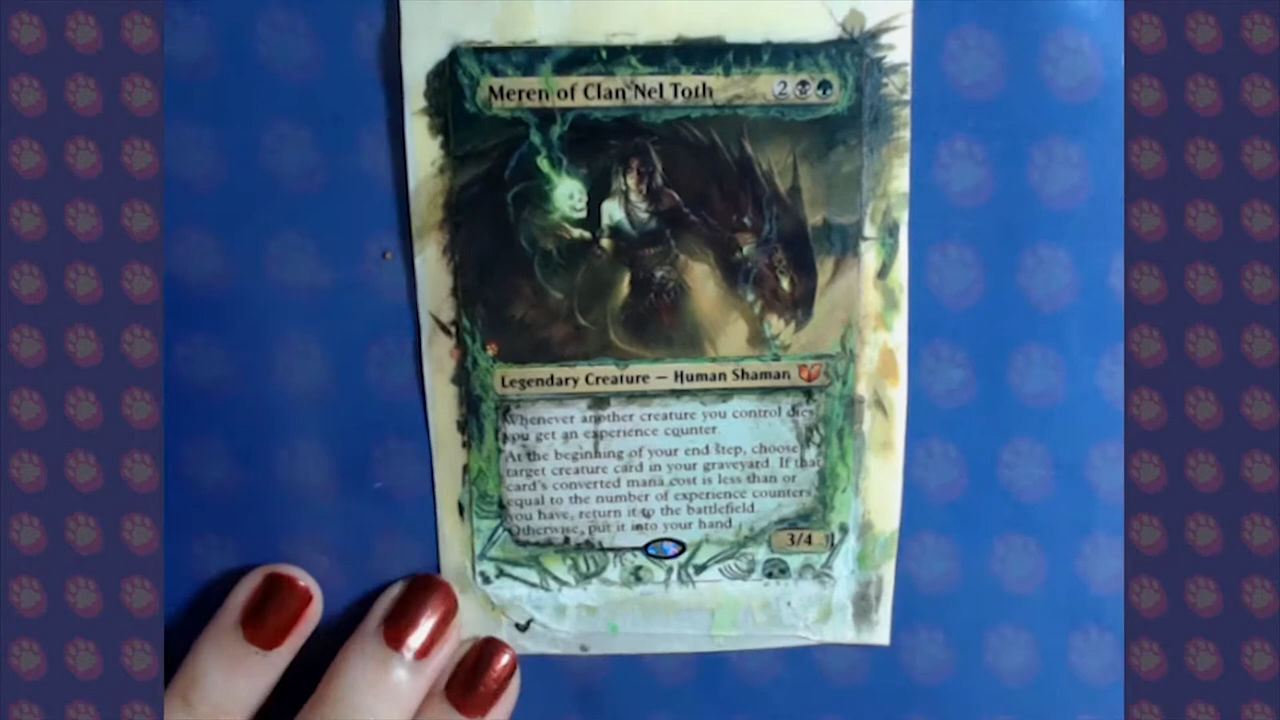 Meren of Clan Nel Toth 2
Legendary Creature — Human Shaman
Whenever another creature you control dies,
you get an experience counter.
At the beginning of your end step, choose
target creature card in your graveyard. If that
card's converted mana cost is less than or
equal to the number of experience counters
you have, return it to the battlefield.
Otherwise, put it into your hand.
3/4